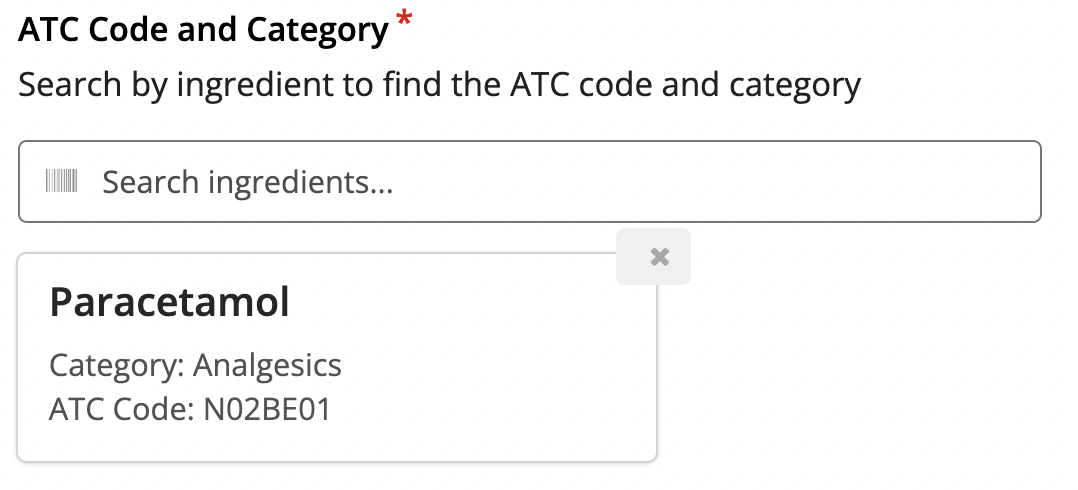 ATC Code and Category *
Search by ingredient to find the ATC code and category
Search ingredients...
Paracetamol
Category: Analgesics
ATC Code: N02BE01